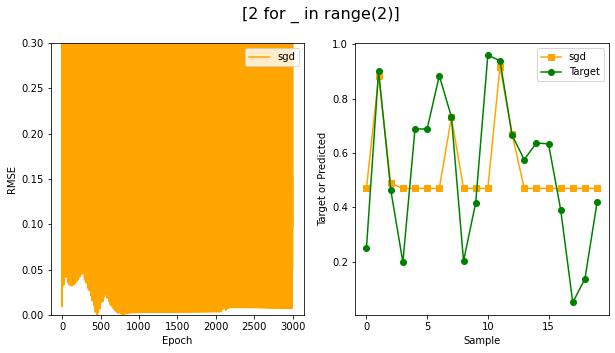 [2 for _ in range(2)]
0.30
0.25
0.20
0.15
0.10
0.05
0.00
RMSE
0
500
1000
1500
2000
2500
3000
Epoch
sgd
1.0
0.8
0.6
0.4
0.2
Target or Predicted
0
5
10
15
Sample
sgd
Target